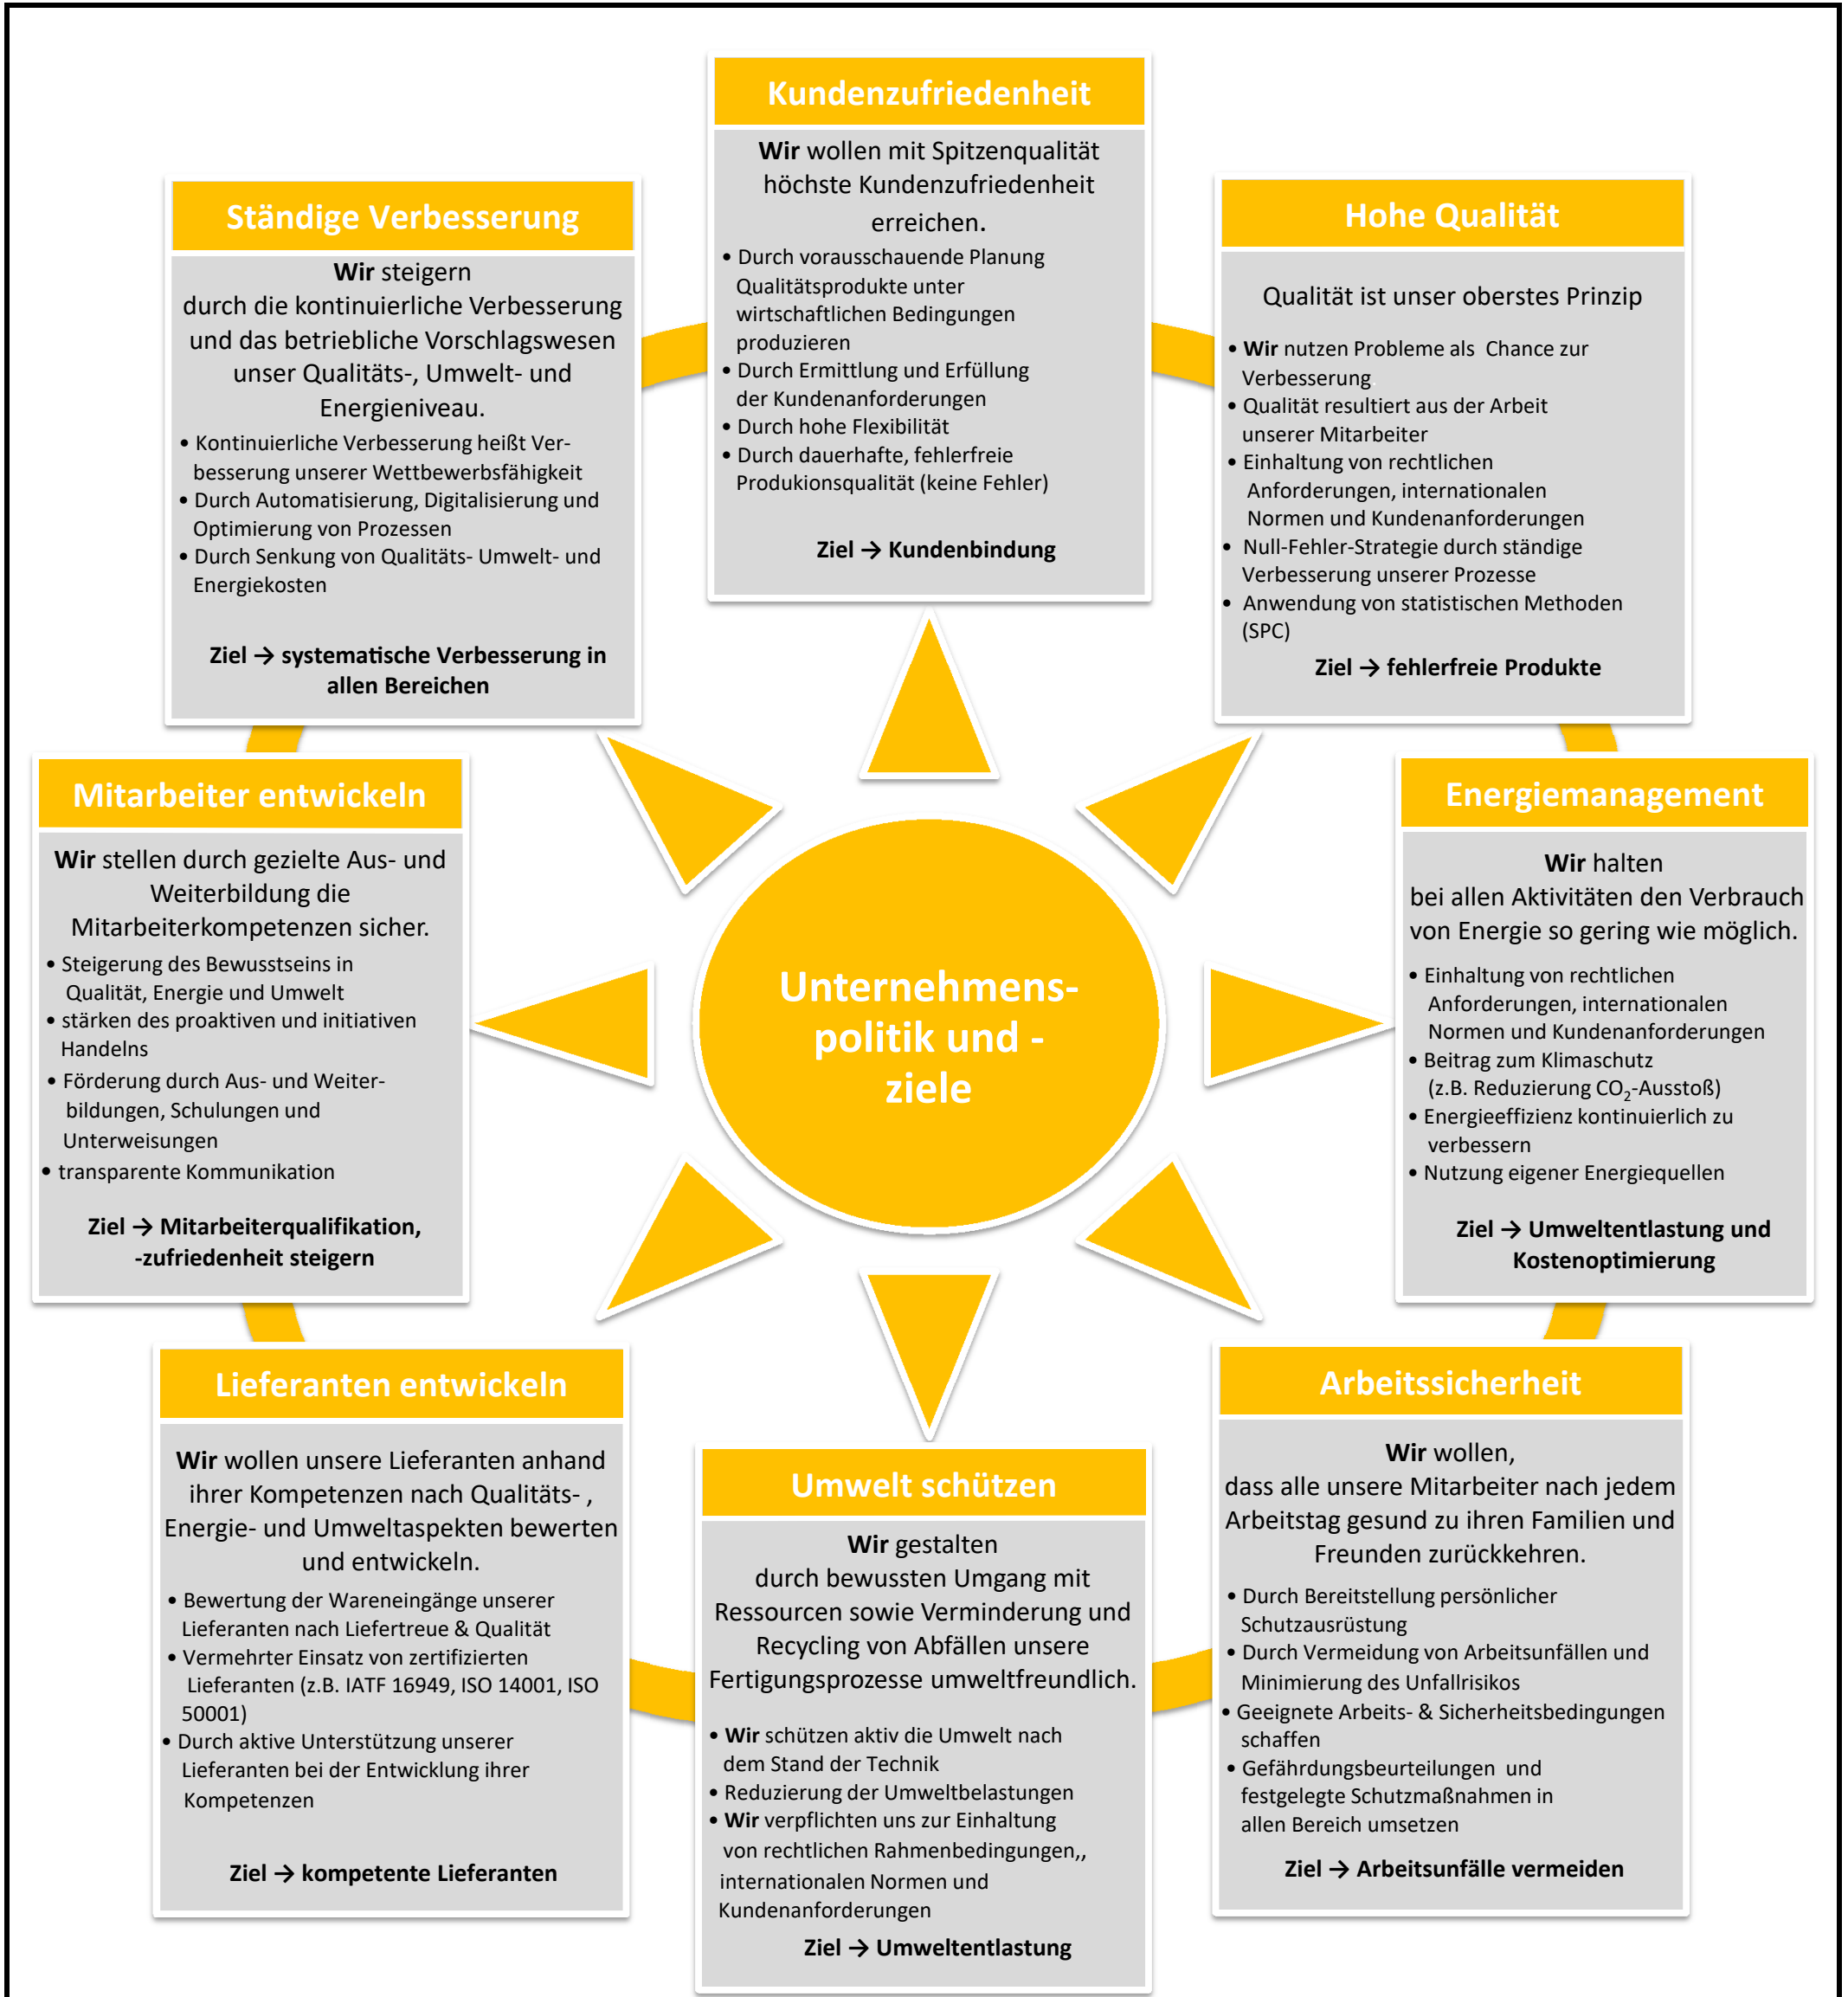 Kundenzufriedenheit
Wir wollen mit Spitzenqualität
höchste Kundenzufriedenheit
erreichen.
• Durch vorausschauende Planung
Qualitätsprodukte unter
wirtschaftlichen Bedingungen
produzieren
• Durch Ermittlung und Erfüllung
der Kundenanforderungen
• Durch hohe Flexibilität
• Durch dauerhafte, fehlerfreie
Produkionsqualität (keine Fehler)
Ziel → Kundenbindung
Hohe Qualität
Qualität ist unser oberstes Prinzip
• Wir nutzen Probleme als Chance zur
Verbesserung.
• Qualität resultiert aus der Arbeit
unserer Mitarbeiter
• Einhaltung von rechtlichen
Anforderungen, internationalen
Normen und Kundenanforderungen
• Null-Fehler-Strategie durch ständige
Verbesserung unserer Prozesse
• Anwendung von statistischen Methoden
(SPC)
Ziel → fehlerfreie Produkte
Energiemanagement
Wir halten
bei allen Aktivitäten den Verbrauch
von Energie so gering wie möglich.
• Einhaltung von rechtlichen
Anforderungen, internationalen
Normen und Kundenanforderungen
• Beitrag zum Klimaschutz
(z.B. Reduzierung CO₂-Ausstoß)
• Energieeffizienz kontinuierlich zu
verbessern
• Nutzung eigener Energiequellen
Ziel → Umweltentlastung und
Kostenoptimierung
Arbeitssicherheit
Wir wollen,
dass alle unsere Mitarbeiter nach jedem
Arbeitstag gesund zu ihren Familien und
Freunden zurückkehren.
• Durch Bereitstellung persönlicher
Schutzausrüstung
• Durch Vermeidung von Arbeitsunfällen und
Minimierung des Unfallrisikos
• Geeignete Arbeits- & Sicherheitsbedingungen
schaffen
• Gefährdungsbeurteilungen und
festgelegte Schutzmaßnahmen in
allen Bereich umsetzen
Ziel → Arbeitsunfälle vermeiden
Umwelt schützen
Wir gestalten
durch bewussten Umgang mit
Ressourcen sowie Verminderung und
Recycling von Abfällen unsere
Fertigungsprozesse umweltfreundlich.
• Wir schützen aktiv die Umwelt nach
dem Stand der Technik
• Reduzierung der Umweltbelastungen
• Wir verpflichten uns zur Einhaltung
von rechtlichen Rahmenbedingungen,,
internationalen Normen und
Kundenanforderungen
Ziel → Umweltentlastung
Lieferanten entwickeln
Wir wollen unsere Lieferanten anhand
ihrer Kompetenzen nach Qualitäts- ,
Energie- und Umweltaspekten bewerten
und entwickeln.
• Bewertung der Wareneingänge unserer
Lieferanten nach Liefertreue & Qualität
• Vermehrter Einsatz von zertifizierten
Lieferanten (z.B. IATF 16949, ISO 14001, ISO
50001)
• Durch aktive Unterstützung unserer
Lieferanten bei der Entwicklung ihrer
Kompetenzen
Ziel → kompetente Lieferanten
Mitarbeiter entwickeln
Wir stellen durch gezielte Aus- und
Weiterbildung die
Mitarbeiterkompetenzen sicher.
• Steigerung des Bewusstseins in
Qualität, Energie und Umwelt
• stärken des proaktiven und initiativen
Handelns
• Förderung durch Aus- und Weiter-
bildungen, Schulungen und
Unterweisungen
• transparente Kommunikation
Ziel → Mitarbeiterqualifikation,
-zufriedenheit steigern
Ständige Verbesserung
Wir steigern
durch die kontinuierliche Verbesserung
und das betriebliche Vorschlagswesen
unser Qualitäts-, Umwelt- und
Energieniveau.
• Kontinuierliche Verbesserung heißt Ver-
besserung unserer Wettbewerbsfähigkeit
• Durch Automatisierung, Digitalisierung und
Optimierung von Prozessen
• Durch Senkung von Qualitäts- Umwelt- und
Energiekosten
Ziel → systematische Verbesserung in
allen Bereichen
Unternehmens-
politik und -
ziele